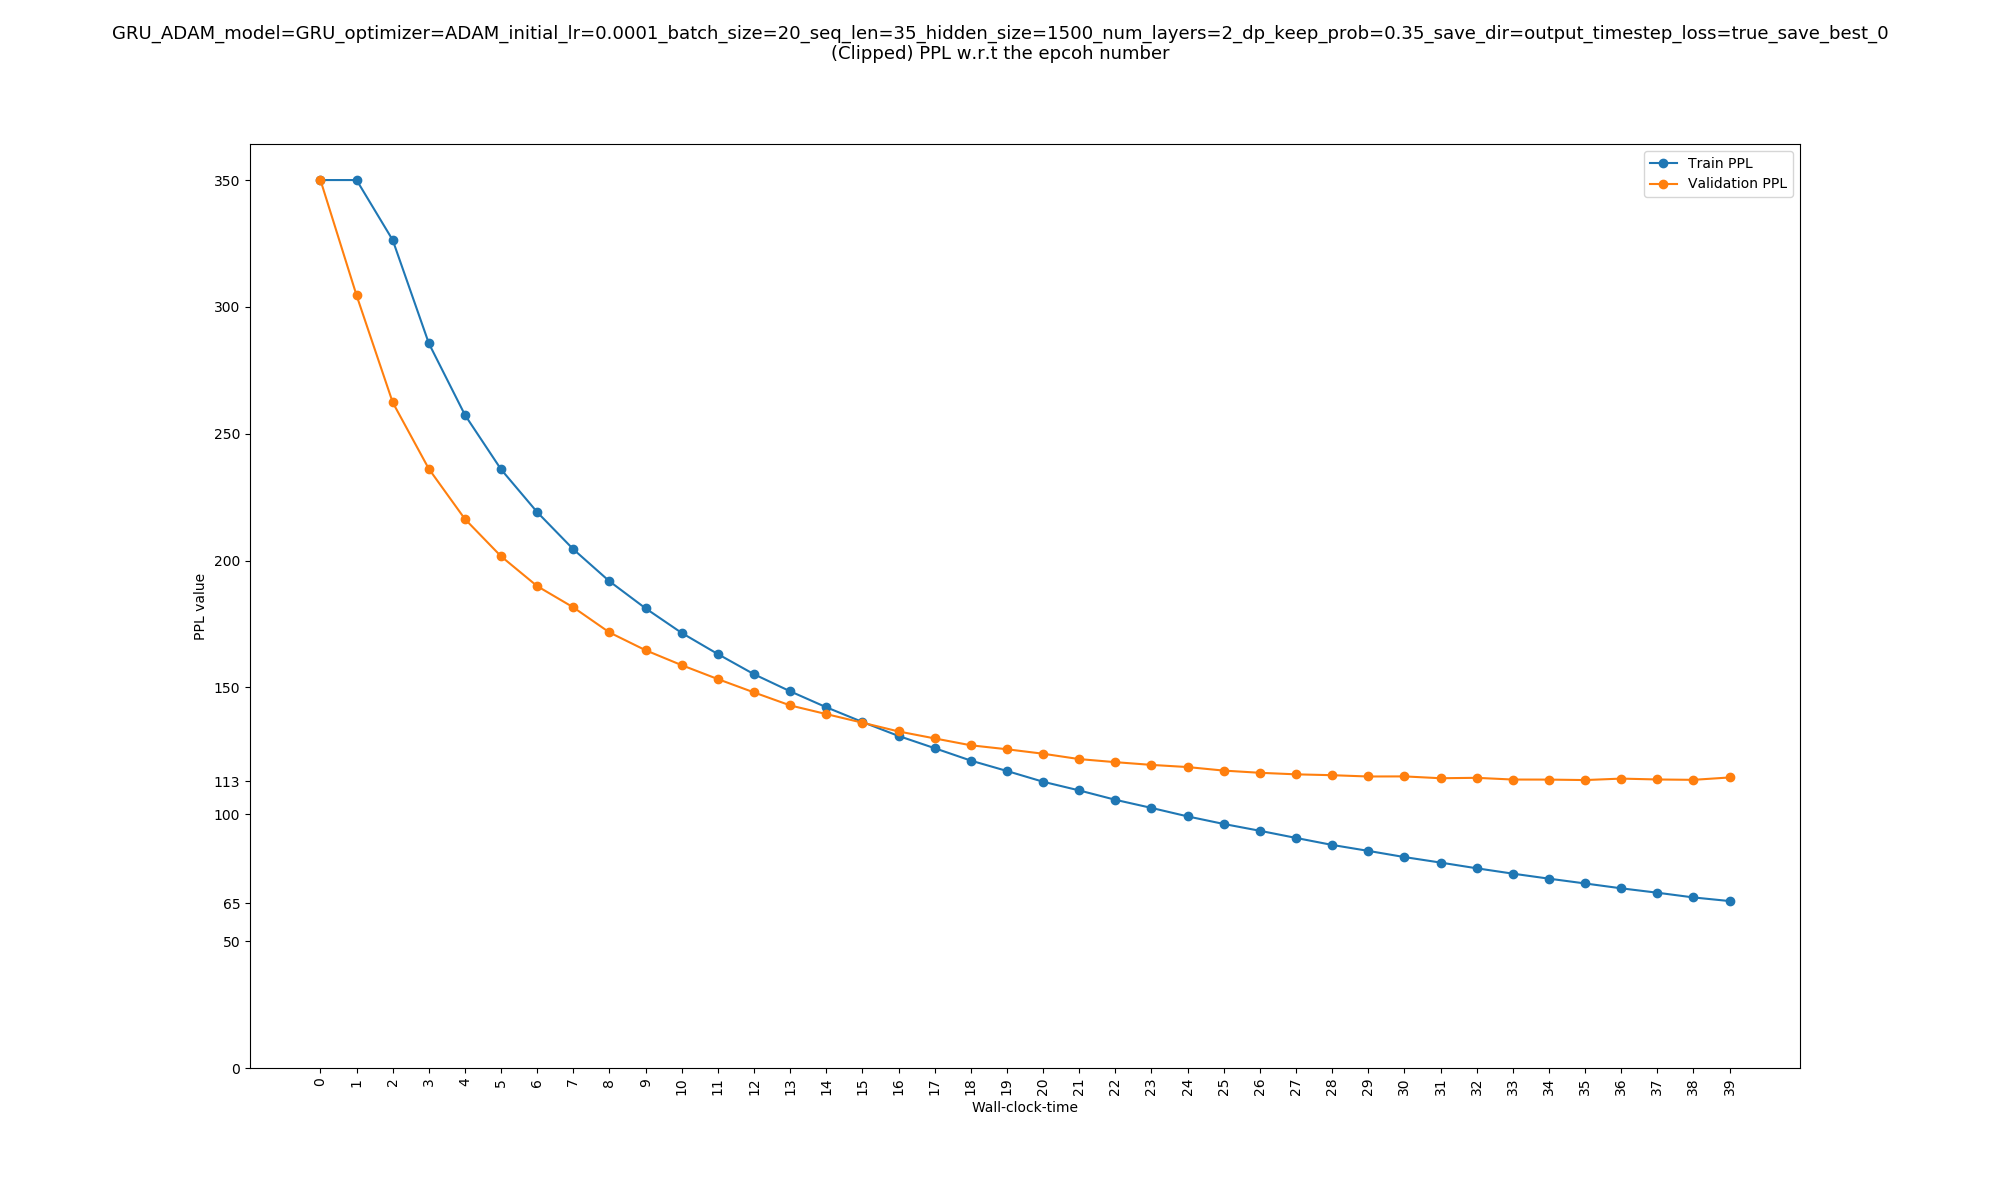 GRU_ADAM_model=GRU_optimizer=ADAM_initial_lr=0.0001_batch_size=20_seq_len=35_hidden_size=1500_num_layers=2_dp_keep_prob=0.35_save_dir=output_timestep_loss=true_save_best_0
(Clipped) PPL w.r.t the epcoh number
Train PPL
Validation PPL
350
300
250
200
150
113
100
65
50
0
PPL value
0 1 2 3 4 5 6 7 8 9 10 11 12 13 14 15 16 17 18 19 20 21 22 23 24 25 26 27 28 29 30 31 32 33 34 35 36 37 38 39
Wall-clock-time